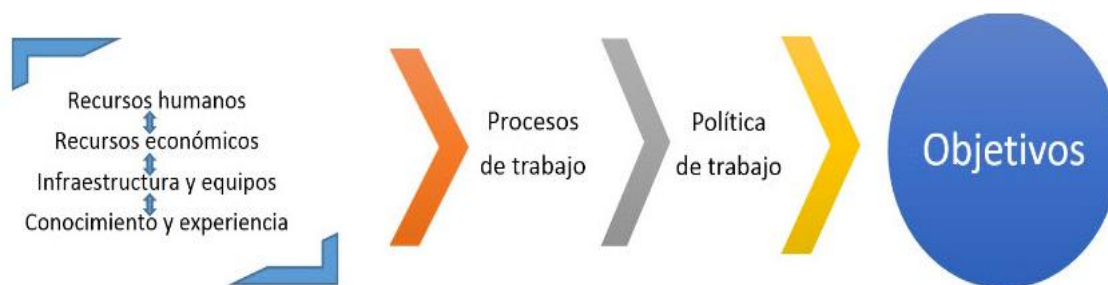 Recursos humanos
Recursos económicos
Infraestructura y equipos
Conocimiento y experiencia
Procesos
de trabajo
Política
de trabajo
Objetivos